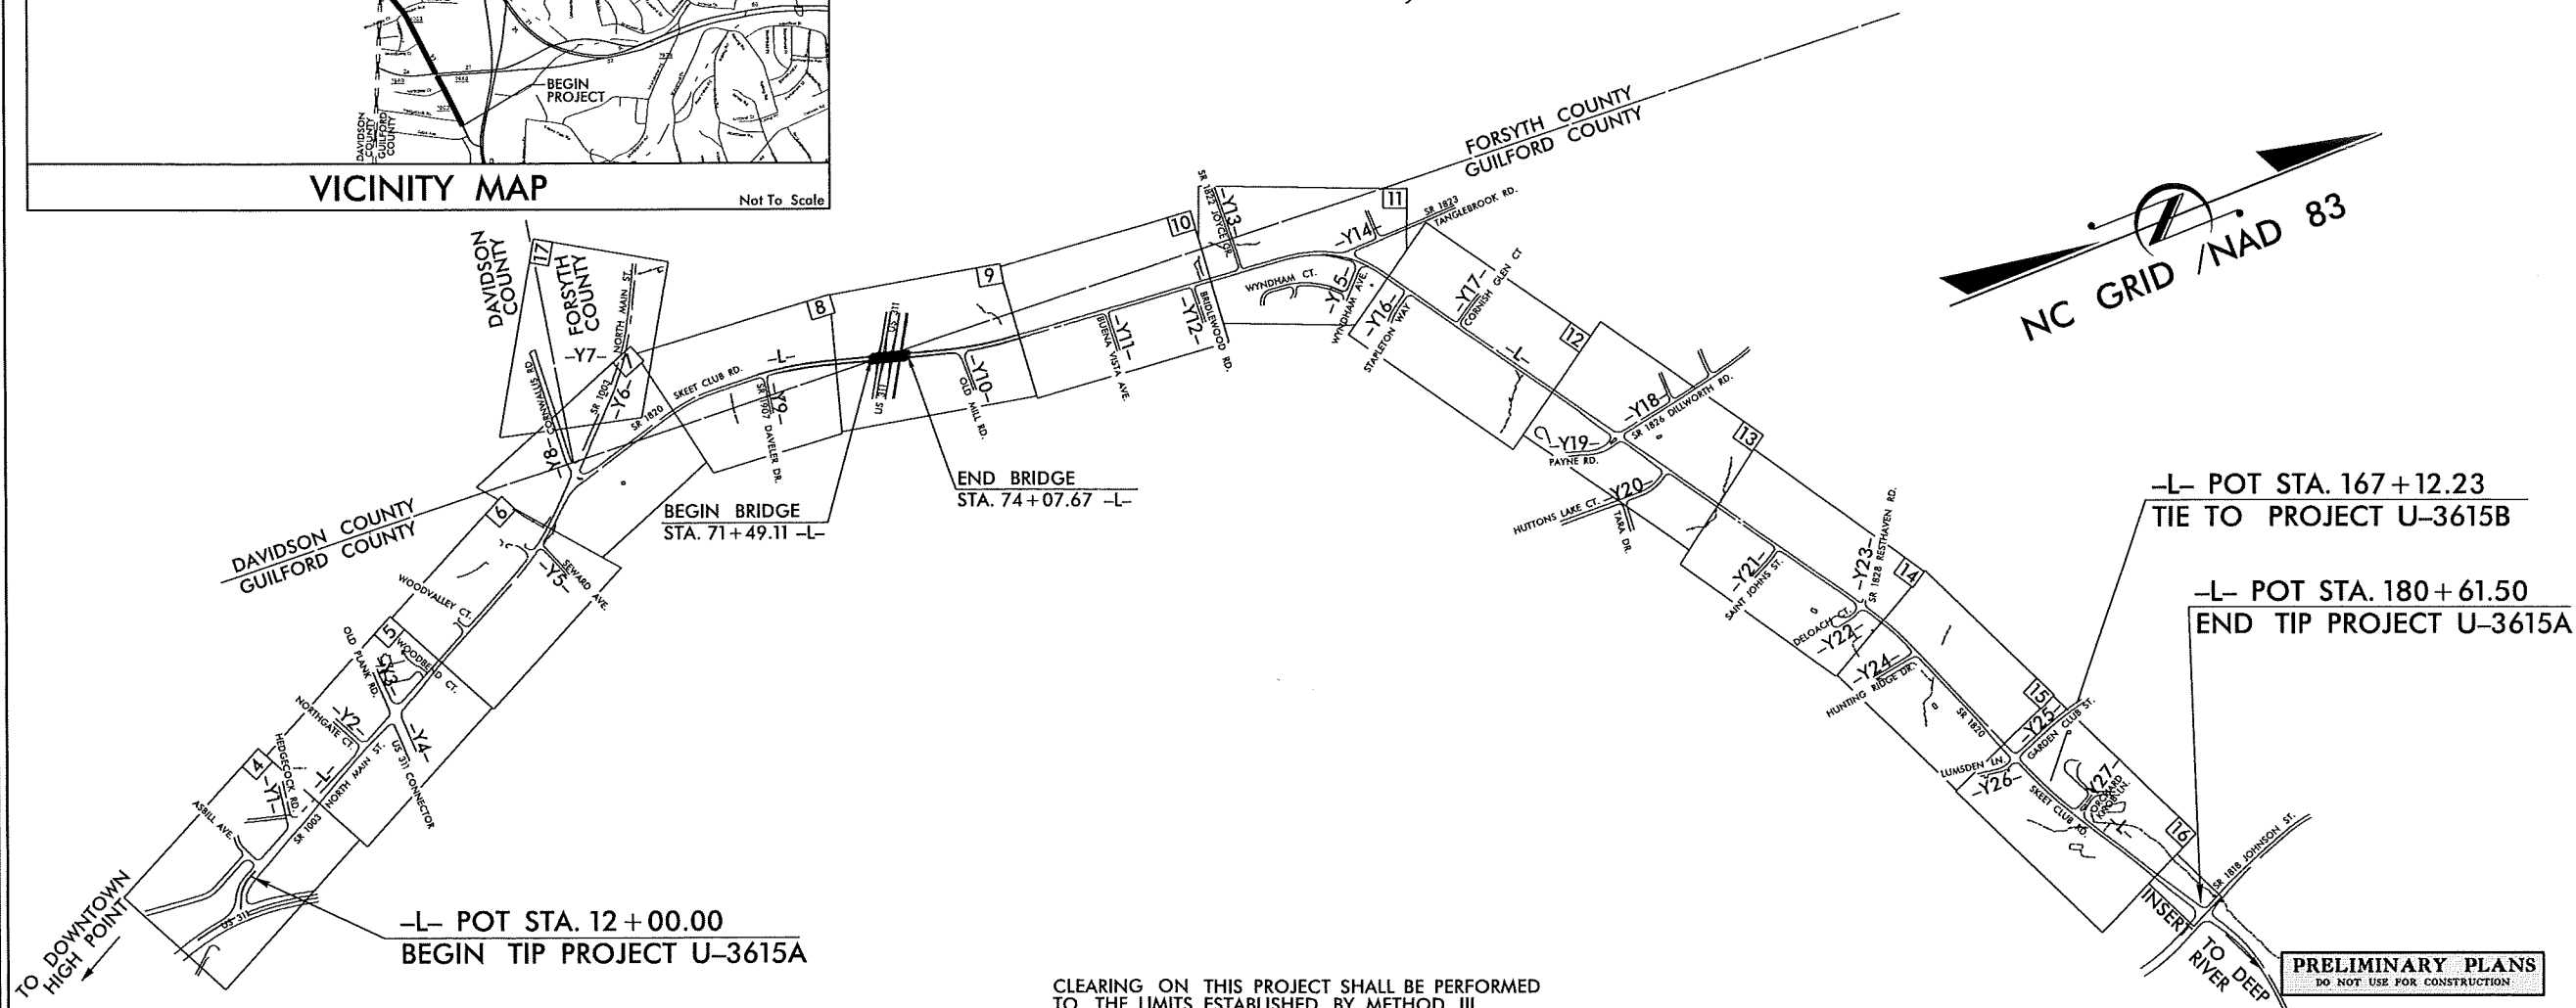 BEGIN
PROJECT
DAVIDSON
COUNTY
GUILFORD
COUNTY
VICINITY MAP
Not To Scale
FORSYTH COUNTY
GUILFORD COUNTY
NC GRID /NAD 83
DAVIDSON
COUNTY
17
FORSYTH
COUNTY
NORTH MAIN ST.
-Y7-
7
SR 1003
-Y6-
CORNWALLIS RD
-Y8-
SR 1820
SKEET CLUB RD.
-L-
8
US 311
US 311
9
10
SR 1907 DAVELER DR.
-Y9-
-Y10-
OLD MILL RD.
-Y11-
BUENA VISTA AVE.
-Y12-
BRIDLEWOOD RD.
SR 1822 JOYCE CIR.
-Y13-
WYNDHAM CT.
-Y14-
11
SR 1823
TANGLEBROOK RD.
-Y15-
WYNDHAM AVE.
-Y16-
STAPLETON WAY
-Y17-
CORNISH GLEN CT
12
-L-
-Y18-
SR 1826 DILLWORTH RD.
-Y19-
PAYNE RD.
-Y20-
HUTTONS LAKE CT.
TARA DR.
13
-Y21-
SAINT JOHNS ST.
-Y23-
SR 1828 RESTHAVEN RD.
14
DELOACH CT.
-Y22-
-Y24-
HUNTING RIDGE DR.
SR 1820
15
-Y25-
GARDEN CLUB ST.
LUMSDEN LN.
-Y26-
SKEET CLUB RD.
-Y27-
ORCHARD
KNOB LN.
-L-
16
SR 1818 JOHNSON ST.
INSERT
TO DEEP
RIVER
-L- POT STA. 167+12.23
TIE TO PROJECT U-3615B
-L- POT STA. 180+61.50
END TIP PROJECT U-3615A
BEGIN BRIDGE
STA. 71+49.11 -L-
END BRIDGE
STA. 74+07.67 -L-
DAVIDSON COUNTY
GUILFORD COUNTY
6
-Y5-
SEWARD AVE.
WOODVALLEY CT.
5
WOODBEND CT.
OLD PLANK RD.
-Y3-
-Y2-
NORTHGATE CT.
-Y4-
US 311 CONNECTOR
4
HEDGECOCK RD.
-Y1-
-L-
NORTH MAIN ST.
SR 1003
ASBILL AVE.
US 311
TO DOWNTOWN
HIGH POINT
-L- POT STA. 12+00.00
BEGIN TIP PROJECT U-3615A
CLEARING ON THIS PROJECT SHALL BE PERFORMED
TO THE LIMITS ESTABLISHED BY METHOD III
PRELIMINARY PLANS
DO NOT USE FOR CONSTRUCTION